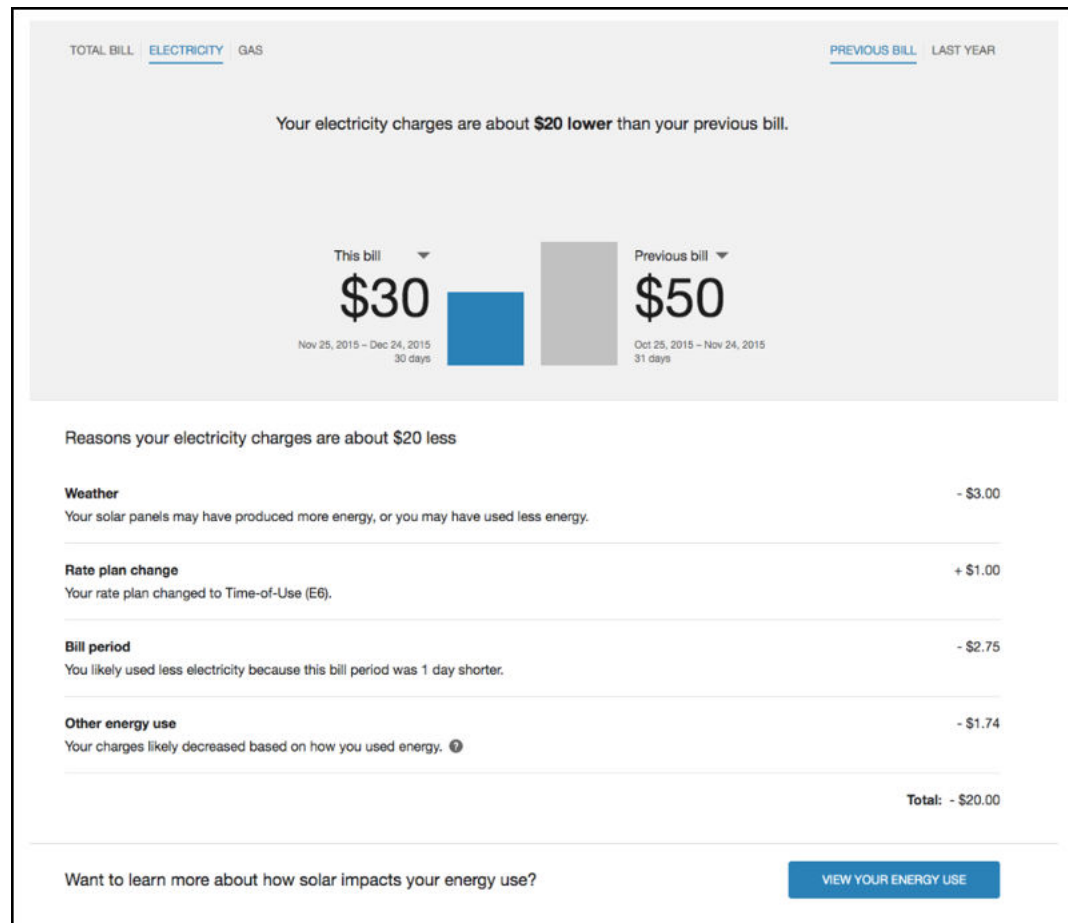 TOTAL BILL ELECTRICITY GAS PREVIOUS BILL LAST YEAR
Your electricity charges are about $20 lower than your previous bill.
This bill Previous bill
$30 $50
Nov 25, 2015 – Dec 24, 2015 Oct 25, 2015 – Nov 24, 2015
30 days 31 days
Reasons your electricity charges are about $20 less
Weather - $3.00
Your solar panels may have produced more energy, or you may have used less energy.
Rate plan change + $1.00
Your rate plan changed to Time-of-Use (E6).
Bill period - $2.75
You likely used less electricity because this bill period was 1 day shorter.
Other energy use - $1.74
Your charges likely decreased based on how you used energy. ?
Total: - $20.00
Want to learn more about how solar impacts your energy use? VIEW YOUR ENERGY USE